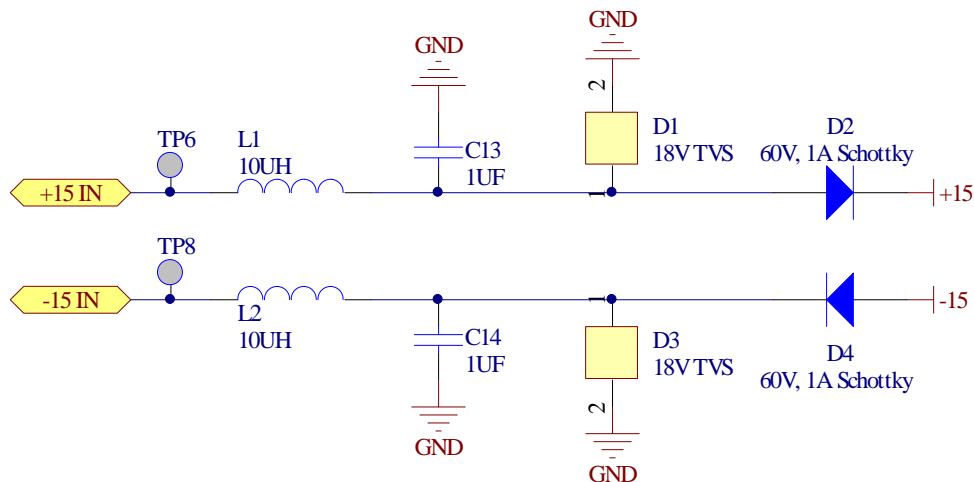 GND
GND
2
TP6
L1
10UH
C13
1UF
D1
18V TVS
D2
60V, 1A Schottky
+15 IN
1
+15
TP8
-15 IN
1
-15
L2
10UH
C14
1UF
D3
18V TVS
D4
60V, 1A Schottky
2
GND
GND